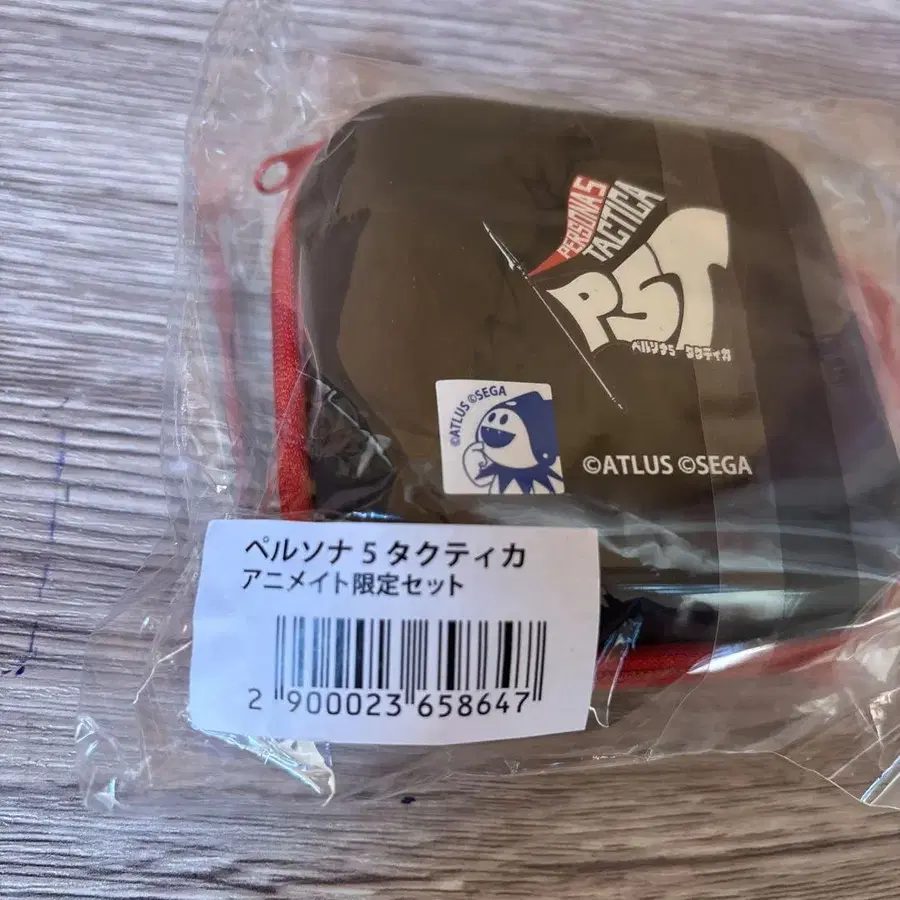 PERSONA5
TACTICA
P5T
ペルソナ5 タクティカ
©ATLUS ©SEGA
©ATLUS ©SEGA
ペルソナ5タクティカ
アニメイト限定セット
2 900023 658647